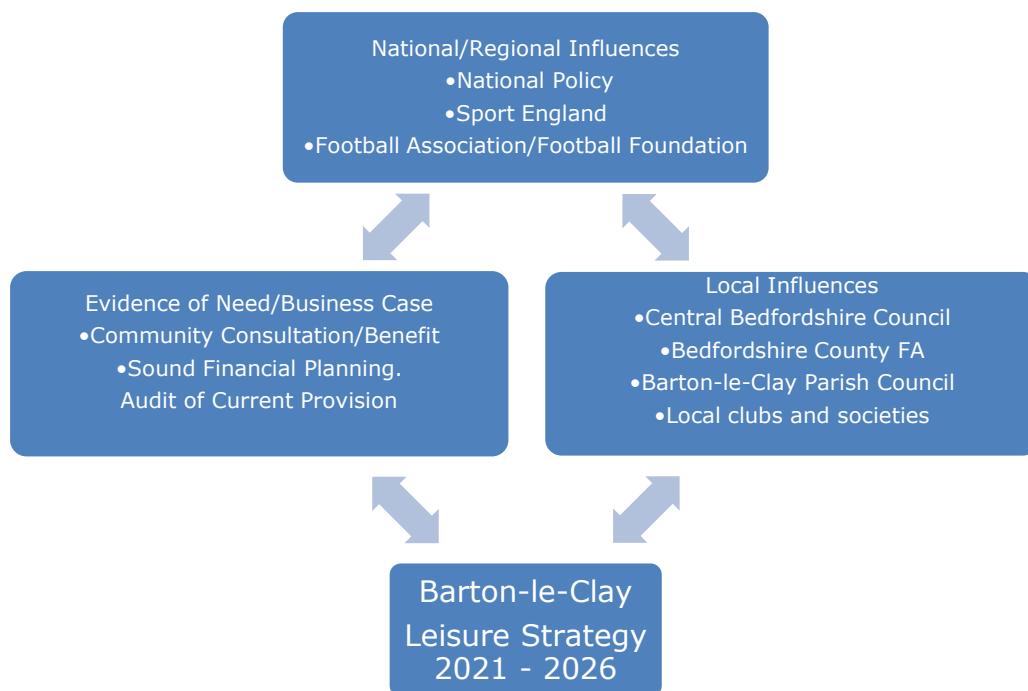 National/Regional Influences
•National Policy
•Sport England
•Football Association/Football Foundation
Evidence of Need/Business Case
•Community Consultation/Benefit
•Sound Financial Planning.
Audit of Current Provision
Local Influences
•Central Bedfordshire Council
•Bedfordshire County FA
•Barton-le-Clay Parish Council
•Local clubs and societies
Barton-le-Clay
Leisure Strategy
2021 - 2026